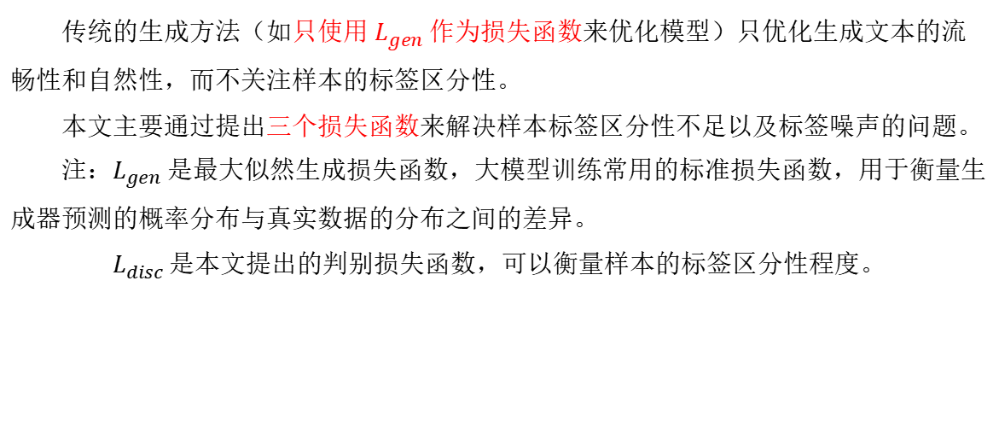 传统的生成方法（如只使用 L_gen 作为损失函数来优化模型）只优化生成文本的流
畅性和自然性，而不关注样本的标签区分性。
本文主要通过提出三个损失函数来解决样本标签区分性不足以及标签噪声的问题。
注：L_gen 是最大似然生成损失函数，大模型训练常用的标准损失函数，用于衡量生
成器预测的概率分布与真实数据的分布之间的差异。
L_disc 是本文提出的判别损失函数，可以衡量样本的标签区分性程度。